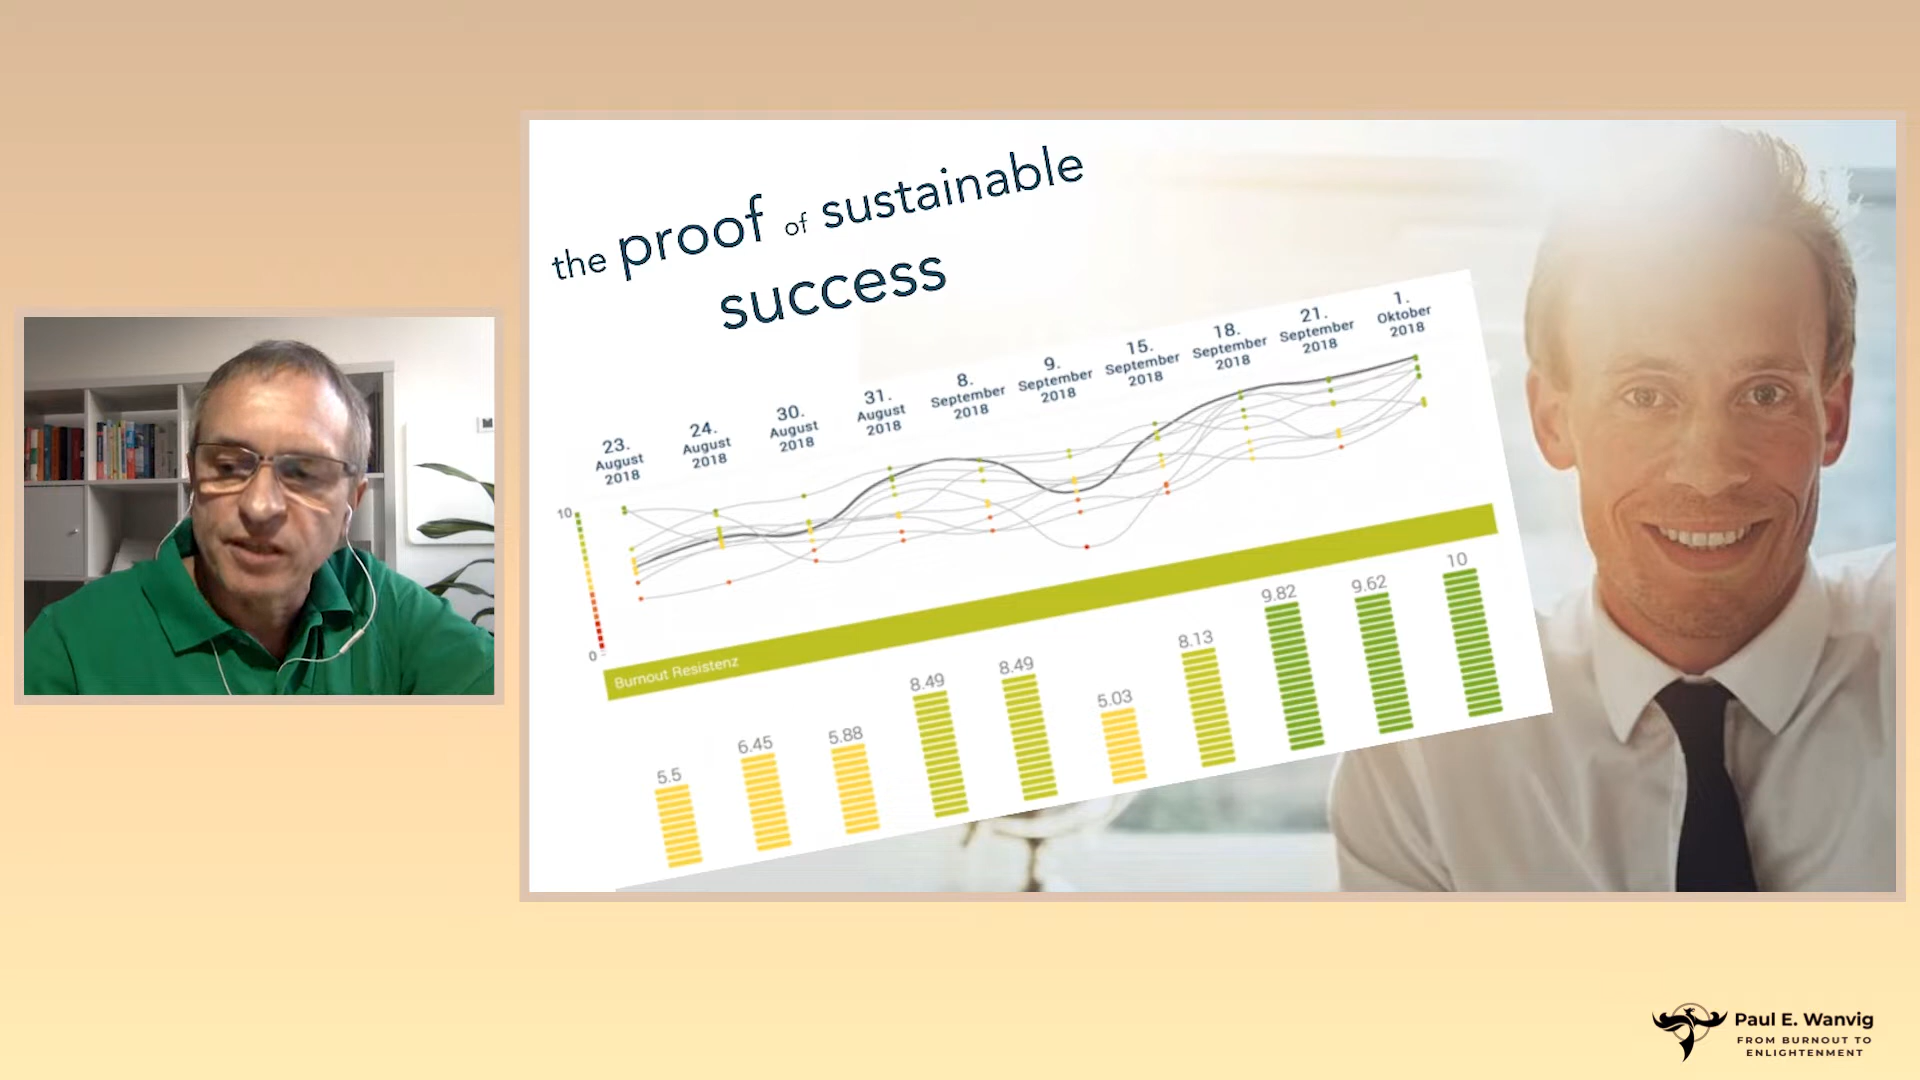 the proof of sustainable
success
23.
August
2018
24.
August
2018
30.
August
2018
31.
August
2018
8.
September
2018
9.
September
2018
15.
September
2018
18.
September
2018
21.
September
2018
1.
Oktober
2018
10
0
Burnout Resistenz
5.5
6.45
5.88
8.49
8.49
5.03
8.13
9.82
9.62
10
Paul E. Wanvig
FROM BURNOUT TO
ENLIGHTENMENT